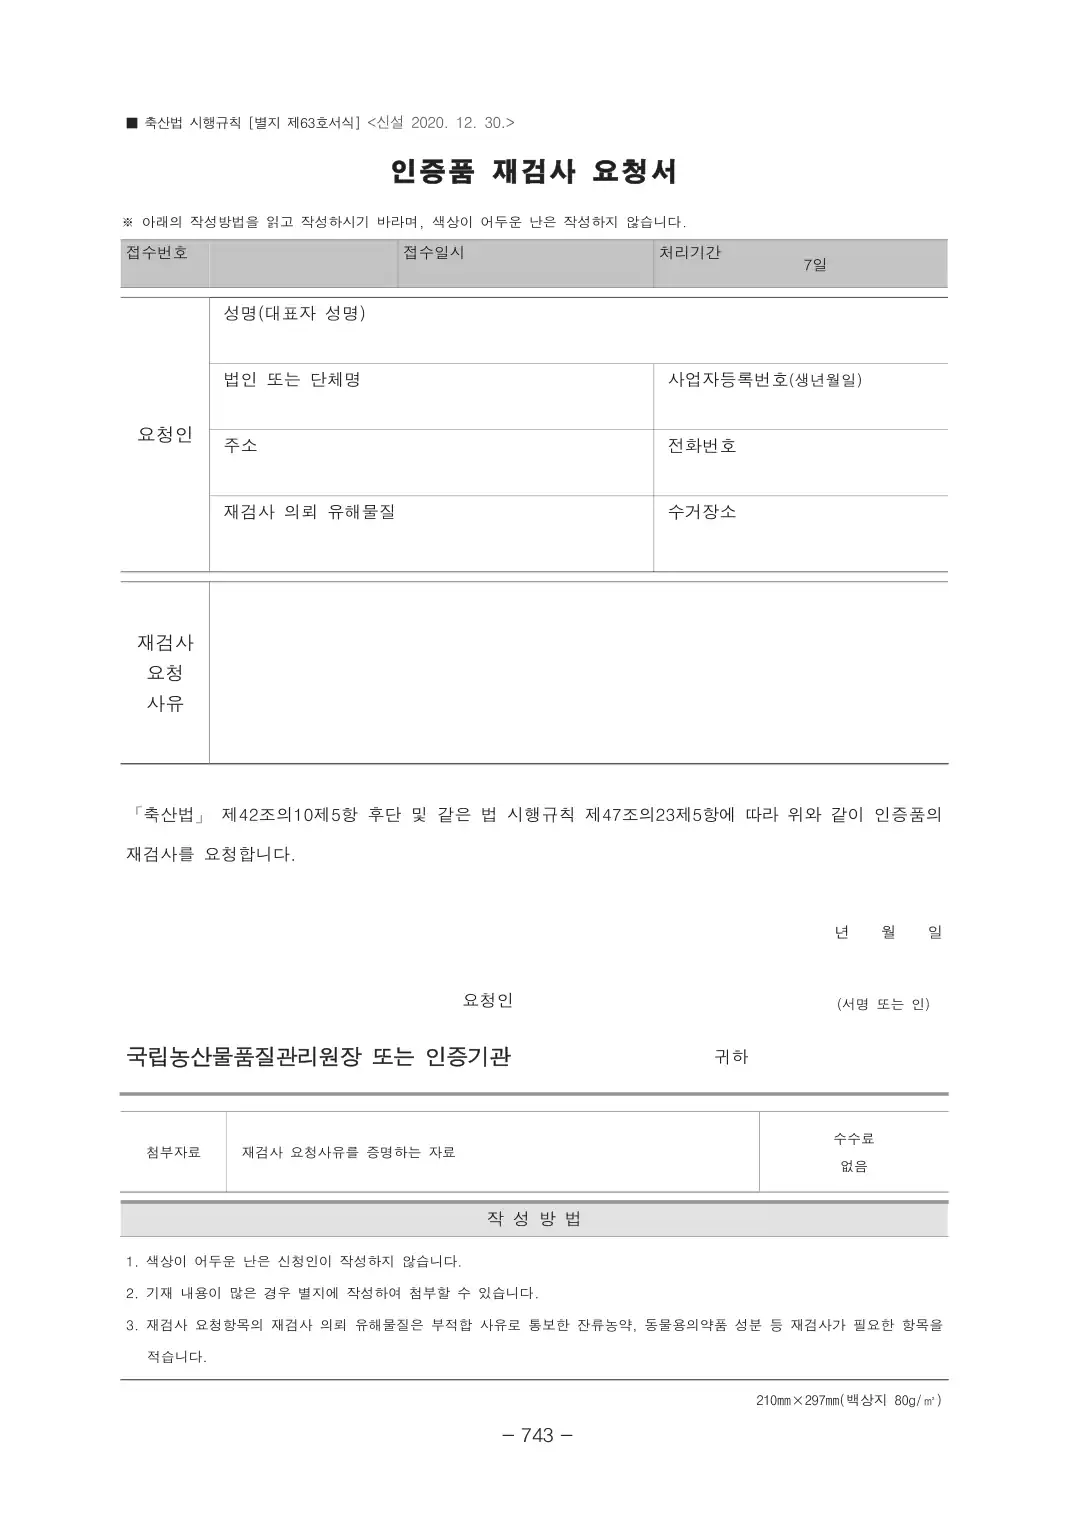 ■ 축산법 시행규칙 [별지 제63호서식] <신설 2020. 12. 30.>
인증품 재검사 요청서
※ 아래의 작성방법을 읽고 작성하시기 바라며, 색상이 어두운 난은 작성하지 않습니다.
접수번호 접수일시 처리기간
7일
성명(대표자 성명)
법인 또는 단체명 사업자등록번호(생년월일)
요청인
주소 전화번호
재검사 의뢰 유해물질 수거장소
재검사
요청
사유
「축산법」 제42조의10제5항 후단 및 같은 법 시행규칙 제47조의23제5항에 따라 위와 같이 인증품의
재검사를 요청합니다.
년 월 일
요청인 (서명 또는 인)
국립농산물품질관리원장 또는 인증기관 귀하
첨부자료 재검사 요청사유를 증명하는 자료
수수료
없음
작 성 방 법
1. 색상이 어두운 난은 신청인이 작성하지 않습니다.
2. 기재 내용이 많은 경우 별지에 작성하여 첨부할 수 있습니다.
3. 재검사 요청항목의 재검사 의뢰 유해물질은 부적합 사유로 통보한 잔류농약, 동물용의약품 성분 등 재검사가 필요한 항목을
적습니다.
210㎜×297㎜(백상지 80g/㎡)
- 743 -